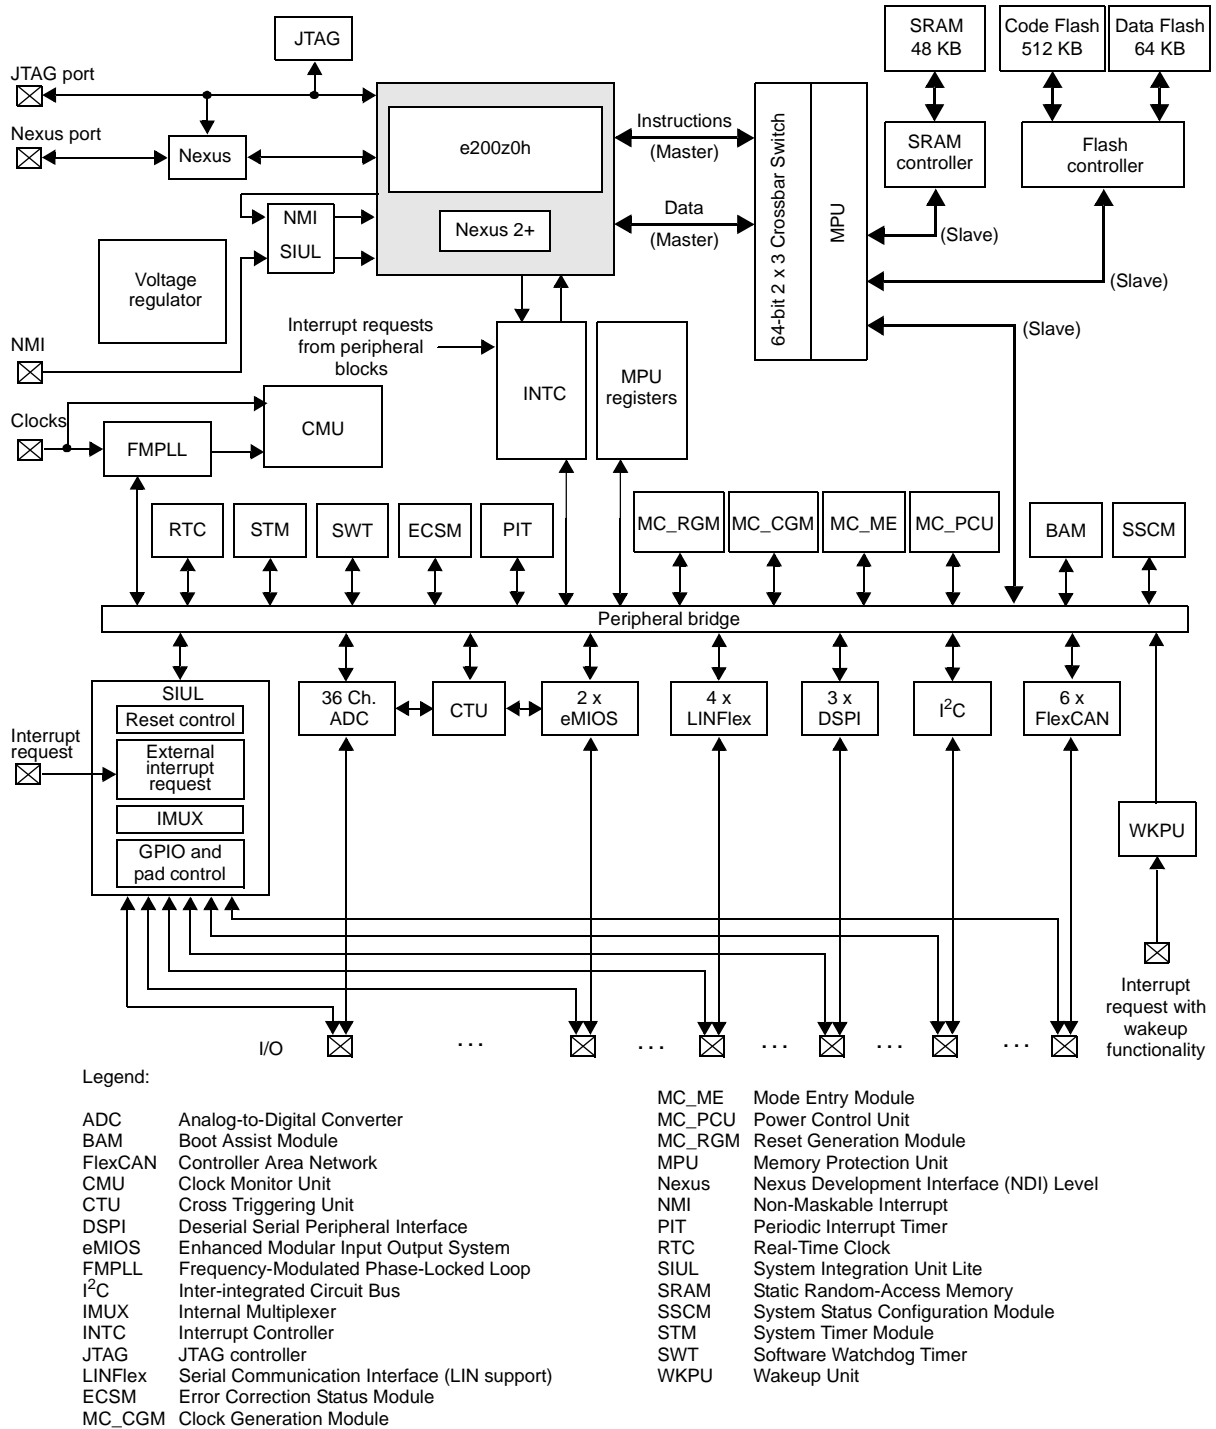 JTAG
SRAM
48 KB
Code Flash
512 KB
Data Flash
64 KB
JTAG port
Nexus port
Nexus
e200z0h
Nexus 2+
NMI
SIUL
Instructions
(Master)
Data
(Master)
64-bit 2 x 3 Crossbar Switch
MPU
SRAM
controller
Flash
controller
(Slave)
(Slave)
(Slave)
Voltage
regulator
NMI
Interrupt requests
from peripheral
blocks
INTC
MPU
registers
Clocks
FMPLL
CMU
RTC
STM
SWT
ECSM
PIT
MC_RGM
MC_CGM
MC_ME
MC_PCU
BAM
SSCM
Peripheral bridge
SIUL
Reset control
External
interrupt
request
IMUX
GPIO and
pad control
Interrupt
request
36 Ch.
ADC
CTU
2 x
eMIOS
4 x
LINFlex
3 x
DSPI
I2C
6 x
FlexCAN
WKPU
Interrupt
request with
wakeup
functionality
I/O
. . .
. . .
. . .
. . .
. . .
Legend:
ADC Analog-to-Digital Converter
BAM Boot Assist Module
FlexCAN Controller Area Network
CMU Clock Monitor Unit
CTU Cross Triggering Unit
DSPI Deserial Serial Peripheral Interface
eMIOS Enhanced Modular Input Output System
FMPLL Frequency-Modulated Phase-Locked Loop
I2C Inter-integrated Circuit Bus
IMUX Internal Multiplexer
INTC Interrupt Controller
JTAG JTAG controller
LINFlex Serial Communication Interface (LIN support)
ECSM Error Correction Status Module
MC_CGM Clock Generation Module
MC_ME Mode Entry Module
MC_PCU Power Control Unit
MC_RGM Reset Generation Module
MPU Memory Protection Unit
Nexus Nexus Development Interface (NDI) Level
NMI Non-Maskable Interrupt
PIT Periodic Interrupt Timer
RTC Real-Time Clock
SIUL System Integration Unit Lite
SRAM Static Random-Access Memory
SSCM System Status Configuration Module
STM System Timer Module
SWT Software Watchdog Timer
WKPU Wakeup Unit